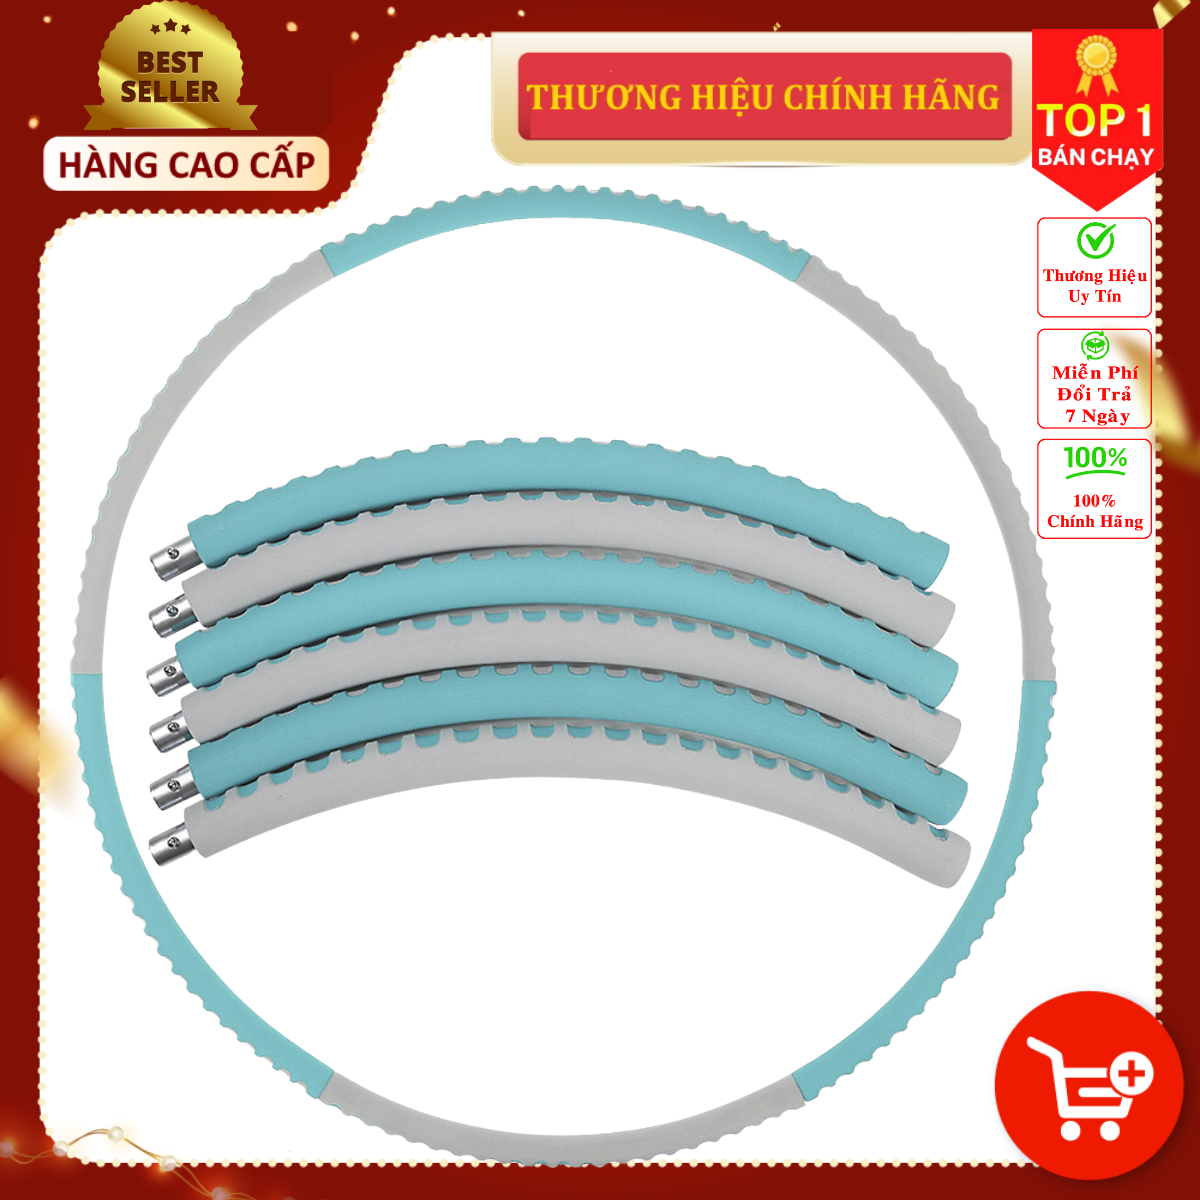 BEST
SELLER
HÀNG CAO CẤP
THƯƠNG HIỆU CHÍNH HÃNG
TOP 1
BÁN CHẠY
Thương Hiệu
Uy Tín
Miễn Phí
Đổi Trả
7 Ngày
100%
100%
Chính Hãng